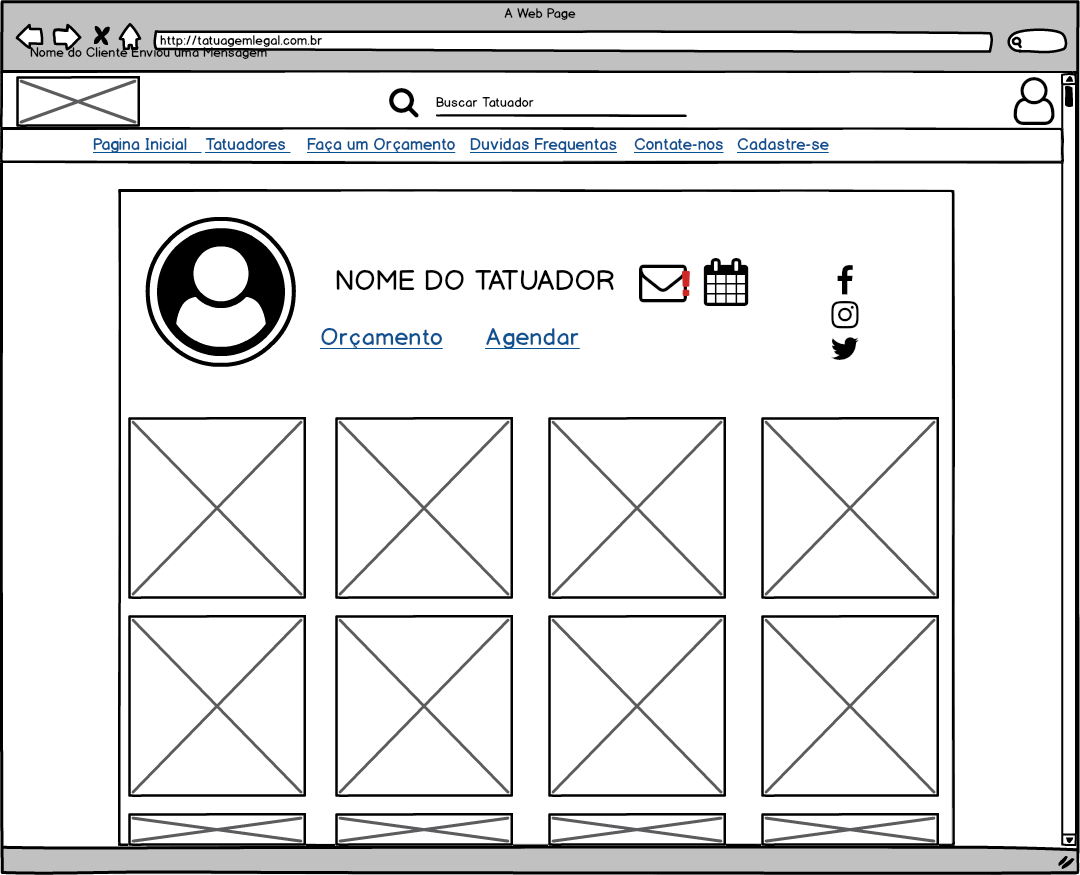 A Web Page
http://tatuagemlegal.com.br
Nome do Cliente Enviou uma Mensagem
Buscar Tatuador
Pagina Inicial Tatuadores Faça um Orçamento Duvidas Frequentas Contate-nos Cadastre-se
NOME DO TATUADOR
Orçamento Agendar